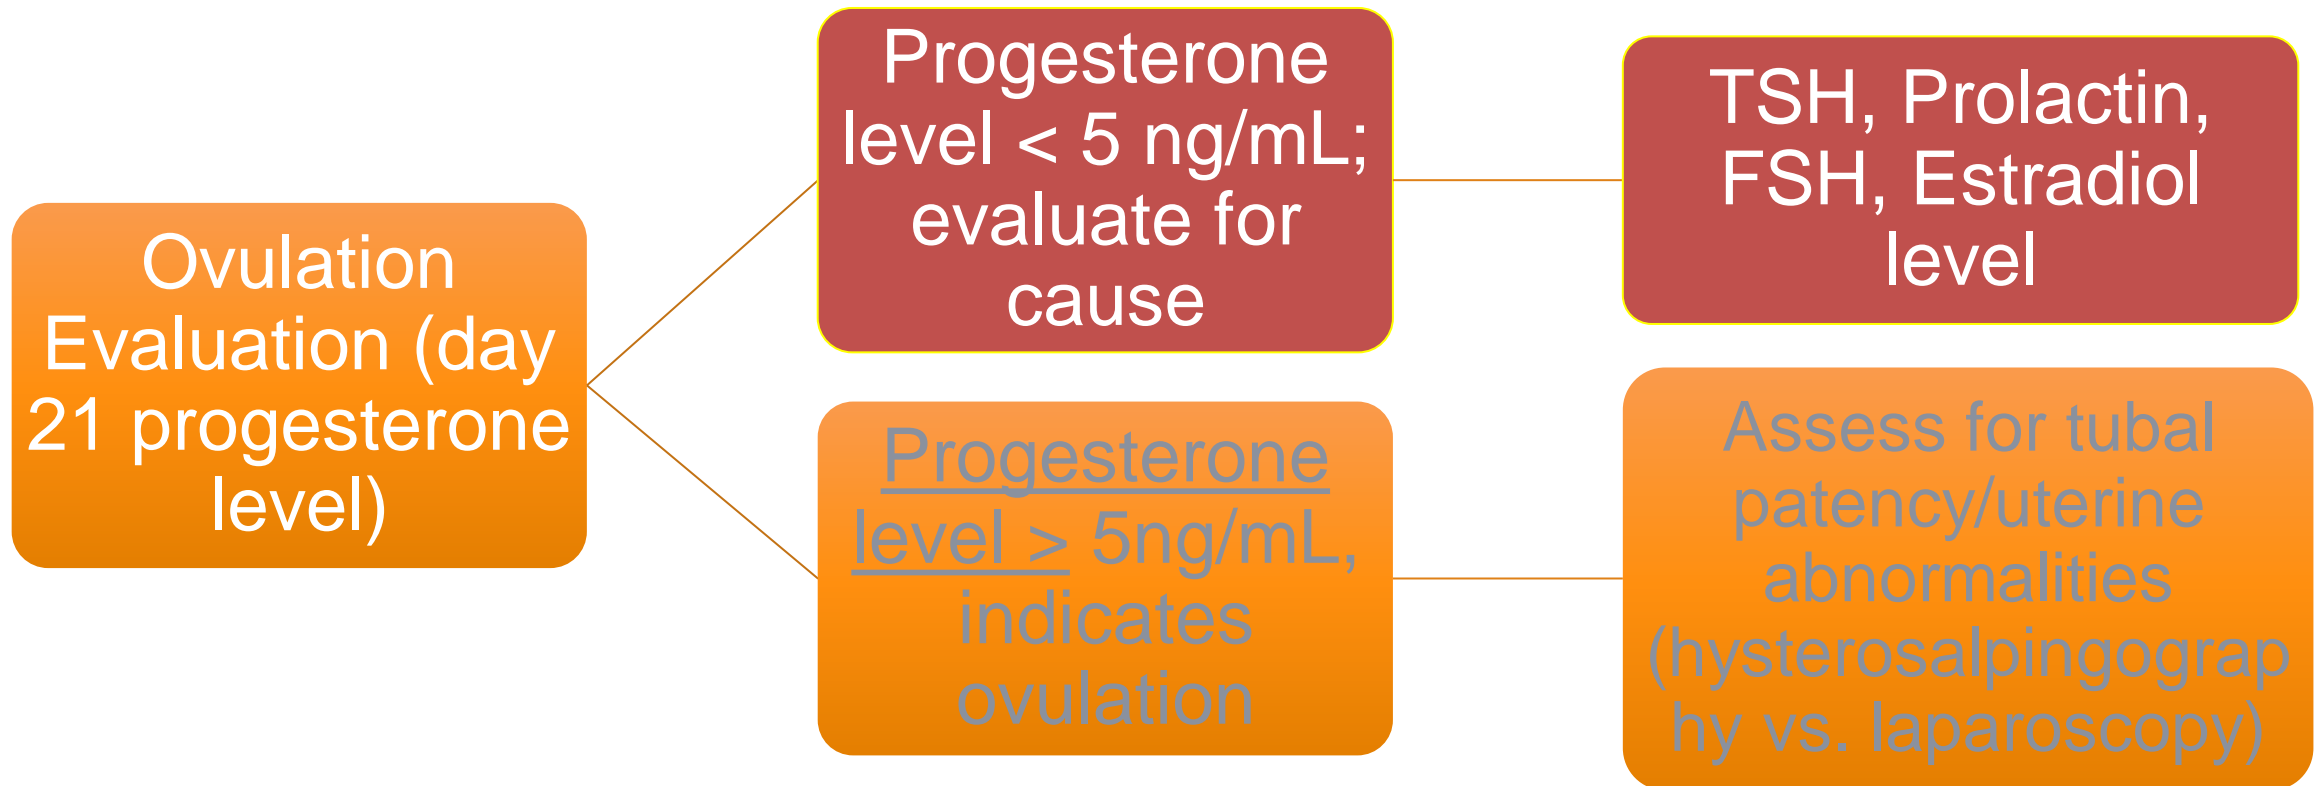 Ovulation
Evaluation (day
21 progesterone
level)
Progesterone
level < 5 ng/mL;
evaluate for
cause
TSH, Prolactin,
FSH, Estradiol
level
Progesterone
level > 5ng/mL,
indicates
ovulation
Assess for tubal
patency/uterine
abnormalities
(hysterosalpingograp
hy vs. laparoscopy)